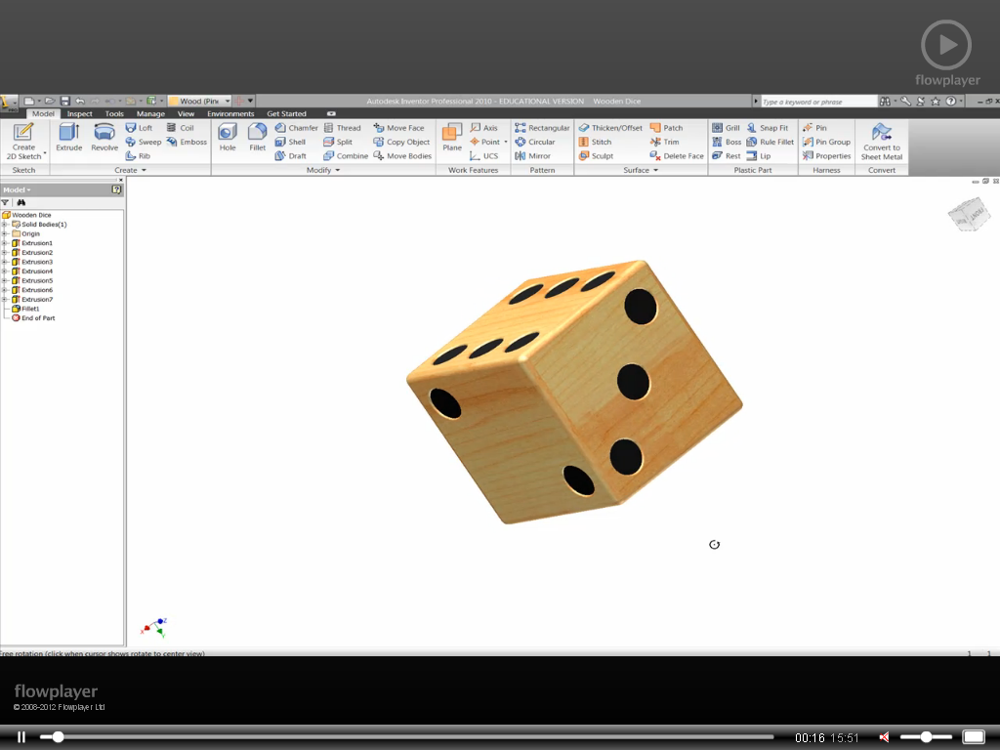 flowplayer
Wood (Pine
Autodesk Inventor Professional 2010 - EDUCATIONAL VERSION Wooden Dice
Type a keyword or phrase
Model Inspect Tools Manage View Environments Get Started
Create
2D Sketch
Extrude
Revolve
Loft
Sweep
Rib
Coil
Emboss
Hole
Fillet
Chamfer
Shell
Draft
Thread
Split
Combine
Move Face
Copy Object
Move Bodies
Plane
Axis
Point
UCS
Rectangular
Circular
Mirror
Thicken/Offset
Stitch
Sculpt
Patch
Trim
Delete Face
Grill
Boss
Rest
Snap Fit
Rule Fillet
Lip
Pin
Pin Group
Properties
Convert to
Sheet Metal
Sketch Create Modify Work Features Pattern Surface Plastic Part Harness Convert
Model
Wooden Dice
Solid Bodies(1)
Origin
Extrusion1
Extrusion2
Extrusion3
Extrusion4
Extrusion5
Extrusion6
Extrusion7
Fillet1
End of Part
X Y Z
Free rotation (click when cursor shows rotate to center view)
1 1
flowplayer
© 2008-2012 Flowplayer Ltd
00:16 15:51